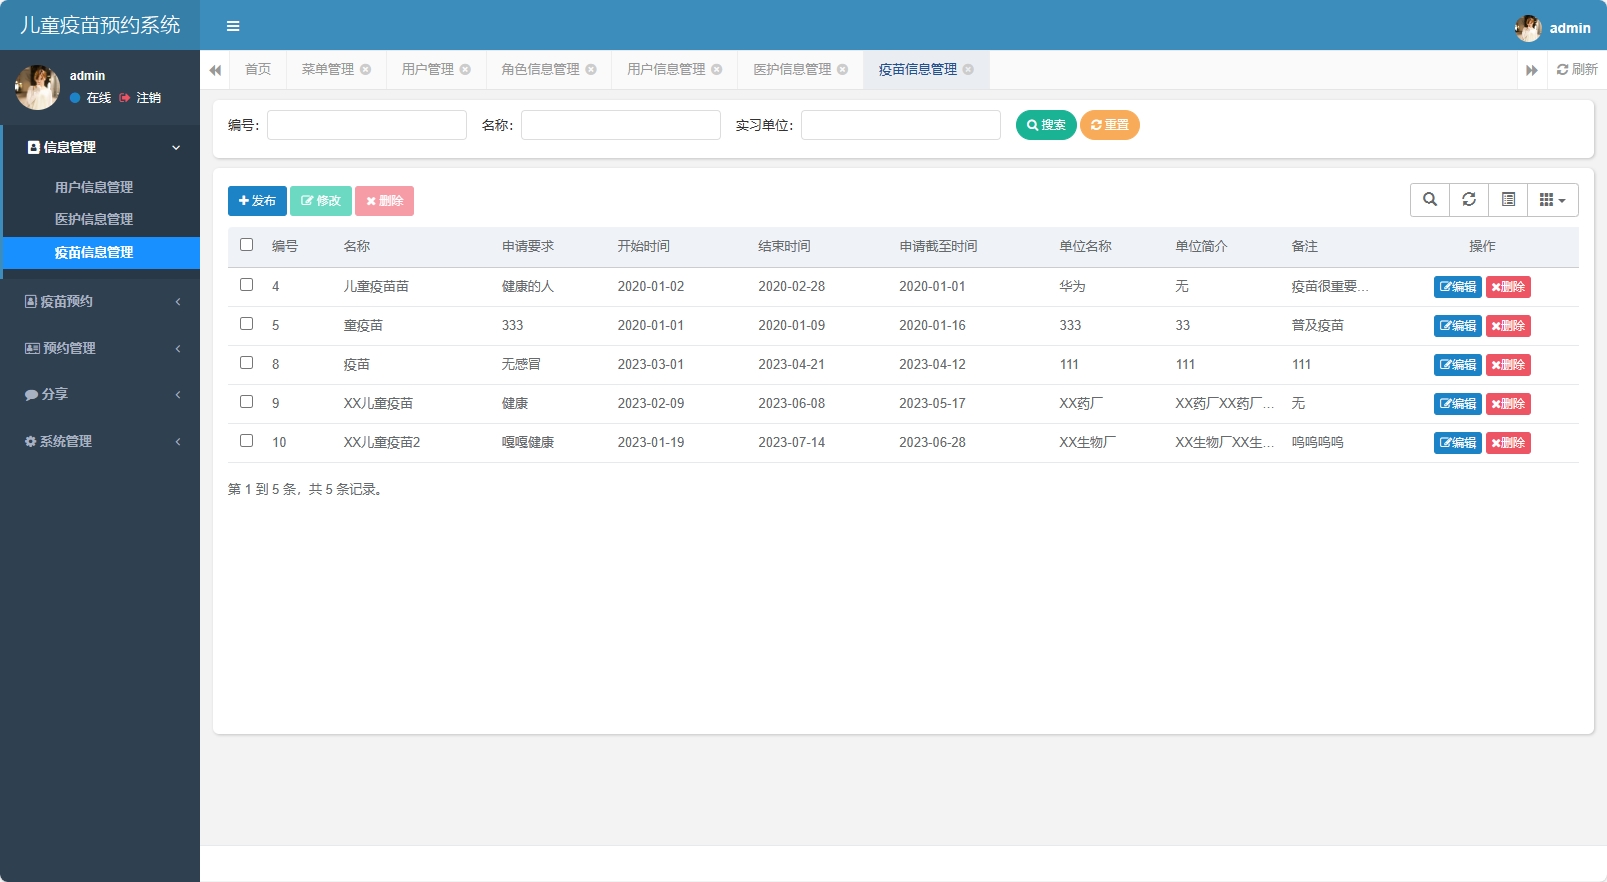 儿童疫苗预约系统
admin
admin
在线 注销
首页 菜单管理 用户管理 角色信息管理 用户信息管理 医护信息管理 疫苗信息管理 刷新
信息管理
用户信息管理
医护信息管理
疫苗信息管理
疫苗预约
预约管理
分享
系统管理
编号: 名称: 实习单位: 搜索 重置
发布 修改 删除
编号 名称 申请要求 开始时间 结束时间 申请截至时间 单位名称 单位简介 备注 操作
4 儿童疫苗苗 健康的人 2020-01-02 2020-02-28 2020-01-01 华为 无 疫苗很重要... 编辑 删除
5 童疫苗 333 2020-01-01 2020-01-09 2020-01-16 333 33 普及疫苗 编辑 删除
8 疫苗 无感冒 2023-03-01 2023-04-21 2023-04-12 111 111 111 编辑 删除
9 XX儿童疫苗 健康 2023-02-09 2023-06-08 2023-05-17 XX药厂 XX药厂XX药厂... 无 编辑 删除
10 XX儿童疫苗2 嘎嘎健康 2023-01-19 2023-07-14 2023-06-28 XX生物厂 XX生物厂XX生... 呜呜呜呜 编辑 删除
第 1 到 5 条，共 5 条记录。